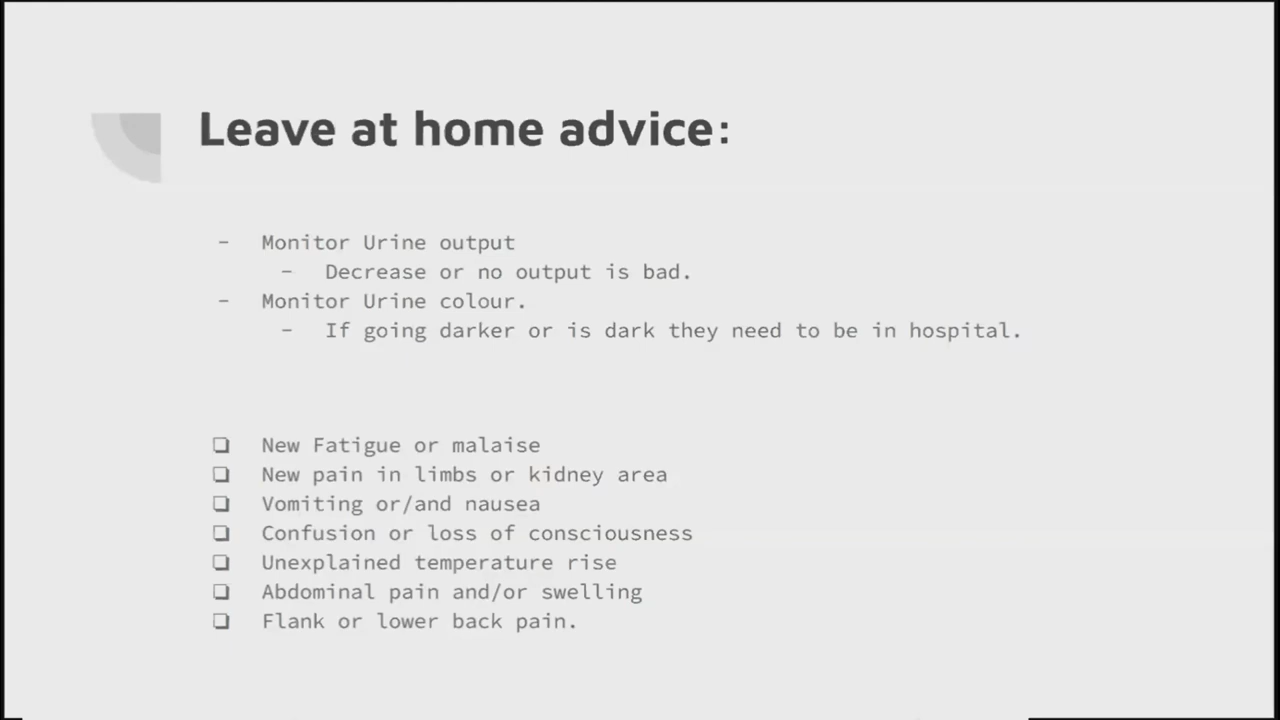 Leave at home advice:
- Monitor Urine output
- Decrease or no output is bad.
- Monitor Urine colour.
- If going darker or is dark they need to be in hospital.
❏ New Fatigue or malaise
❏ New pain in limbs or kidney area
❏ Vomiting or/and nausea
❏ Confusion or loss of consciousness
❏ Unexplained temperature rise
❏ Abdominal pain and/or swelling
❏ Flank or lower back pain.